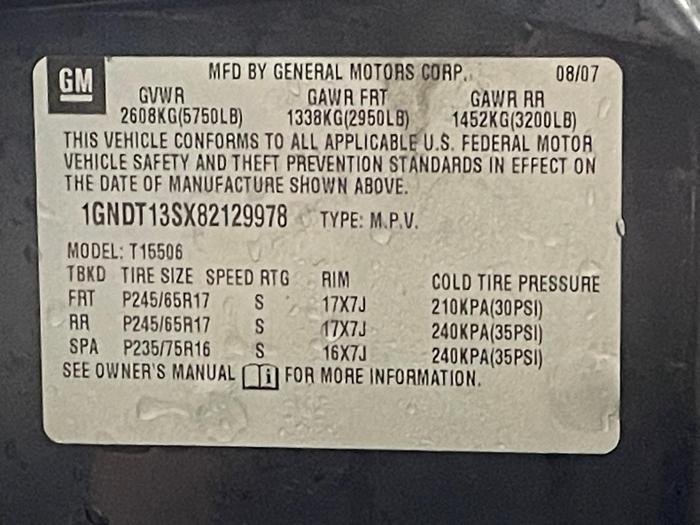 GM
MFD BY GENERAL MOTORS CORP. 08/07
GVWR GAWR FRT GAWR RR
2608KG(5750LB) 1338KG(2950LB) 1452KG(3200LB)
THIS VEHICLE CONFORMS TO ALL APPLICABLE U.S. FEDERAL MOTOR
VEHICLE SAFETY AND THEFT PREVENTION STANDARDS IN EFFECT ON
THE DATE OF MANUFACTURE SHOWN ABOVE.
1GNDT13SX82129978 TYPE: M.P.V.
MODEL: T15506
TBKD TIRE SIZE SPEED RTG RIM COLD TIRE PRESSURE
FRT P245/65R17 S 17X7J 210KPA(30PSI)
RR P245/65R17 S 17X7J 240KPA(35PSI)
SPA P235/75R16 S 16X7J 240KPA(35PSI)
SEE OWNER'S MANUAL i FOR MORE INFORMATION.